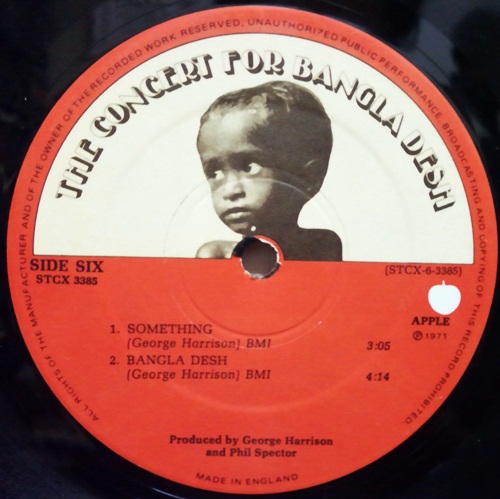 ALL RIGHTS OF THE MANUFACTURER AND OF THE OWNER OF THE RECORDED WORK RESERVED, UNAUTHORIZED PUBLIC PERFORMANCE, BROADCASTING AND COPYING OF THIS RECORD PROHIBITED.
THE CONCERT FOR BANGLA DESH
SIDE SIX
STCX 3385
(STCX-6-3385)
APPLE
℗ 1971
1. SOMETHING
(George Harrison) BMI 3:05
2. BANGLA DESH
(George Harrison) BMI 4:14
Produced by George Harrison
and Phil Spector
MADE IN ENGLAND